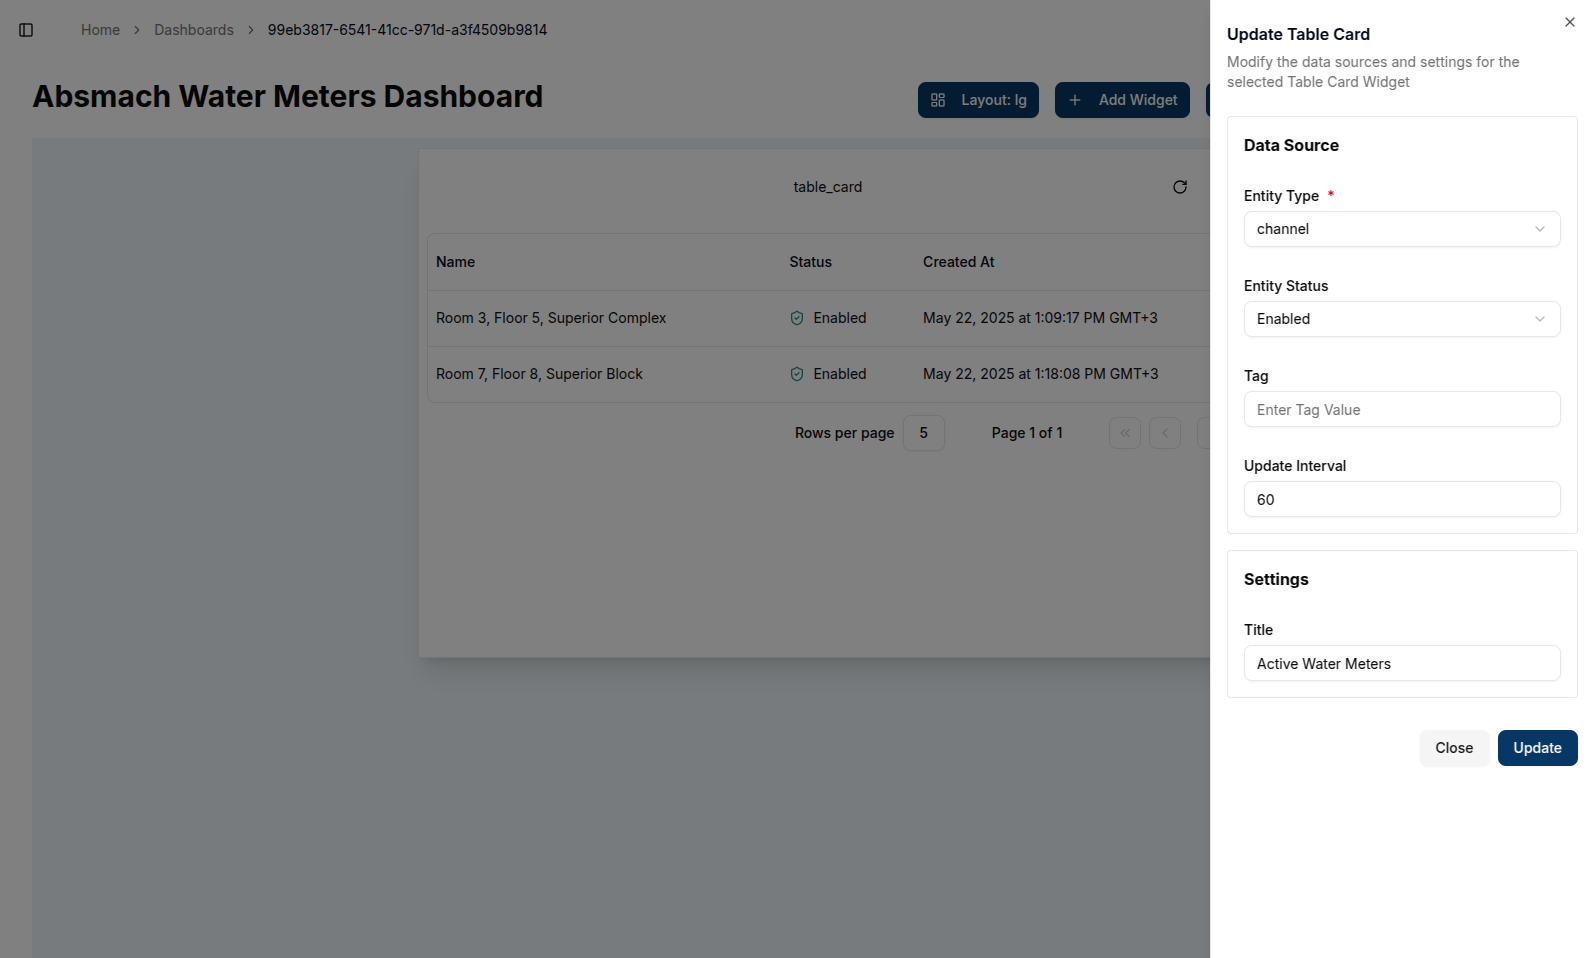 Home > Dashboards > 99eb3817-6541-41cc-971d-a3f4509b9814
Absmach Water Meters Dashboard
Layout: lg
Add Widget
table_card
Name Status Created At
Room 3, Floor 5, Superior Complex Enabled May 22, 2025 at 1:09:17 PM GMT+3
Room 7, Floor 8, Superior Block Enabled May 22, 2025 at 1:18:08 PM GMT+3
Rows per page 5 Page 1 of 1
Update Table Card
Modify the data sources and settings for the
selected Table Card Widget
Data Source
Entity Type *
channel
Entity Status
Enabled
Tag
Enter Tag Value
Update Interval
60
Settings
Title
Active Water Meters
Close Update